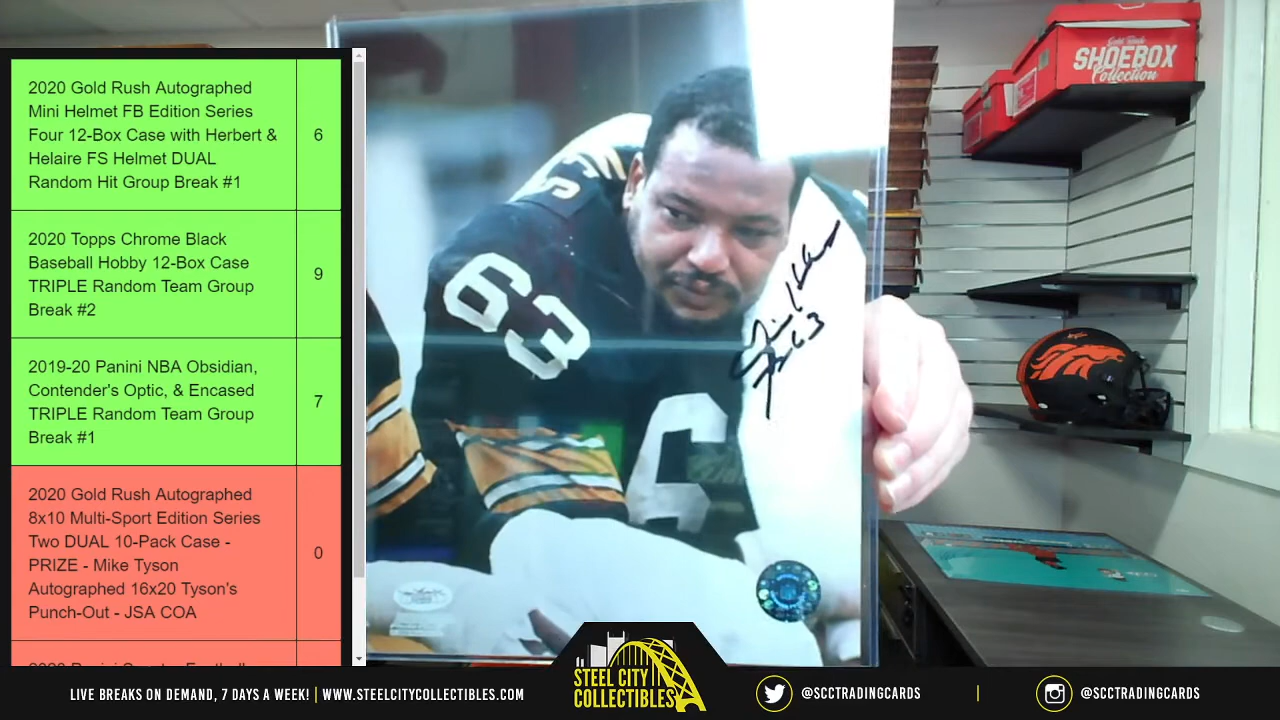 2020 Gold Rush Autographed
Mini Helmet FB Edition Series
Four 12-Box Case with Herbert &
Helaire FS Helmet DUAL
Random Hit Group Break #1
6
2020 Topps Chrome Black
Baseball Hobby 12-Box Case
TRIPLE Random Team Group
Break #2
9
2019-20 Panini NBA Obsidian,
Contender's Optic, & Encased
TRIPLE Random Team Group
Break #1
7
2020 Gold Rush Autographed
8x10 Multi-Sport Edition Series
Two DUAL 10-Pack Case -
PRIZE - Mike Tyson
Autographed 16x20 Tyson's
Punch-Out - JSA COA
0
63
63
6
Gold Rush
SHOEBOX
Collection
STEEL CITY
COLLECTIBLES
LIVE BREAKS ON DEMAND, 7 DAYS A WEEK! | WWW.STEELCITYCOLLECTIBLES.COM
@SCCTRADINGCARDS | @SCCTRADINGCARDS